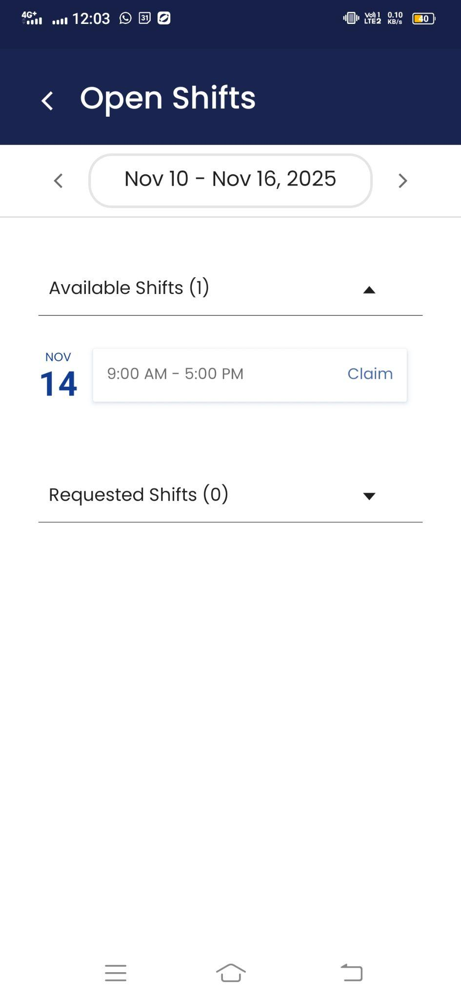 4G+ 12:03 31 Vo) 1 LTE2 0.10 KB/s 40
Open Shifts
Nov 10 - Nov 16, 2025
Available Shifts (1)
NOV
14
9:00 AM - 5:00 PM Claim
Requested Shifts (0)